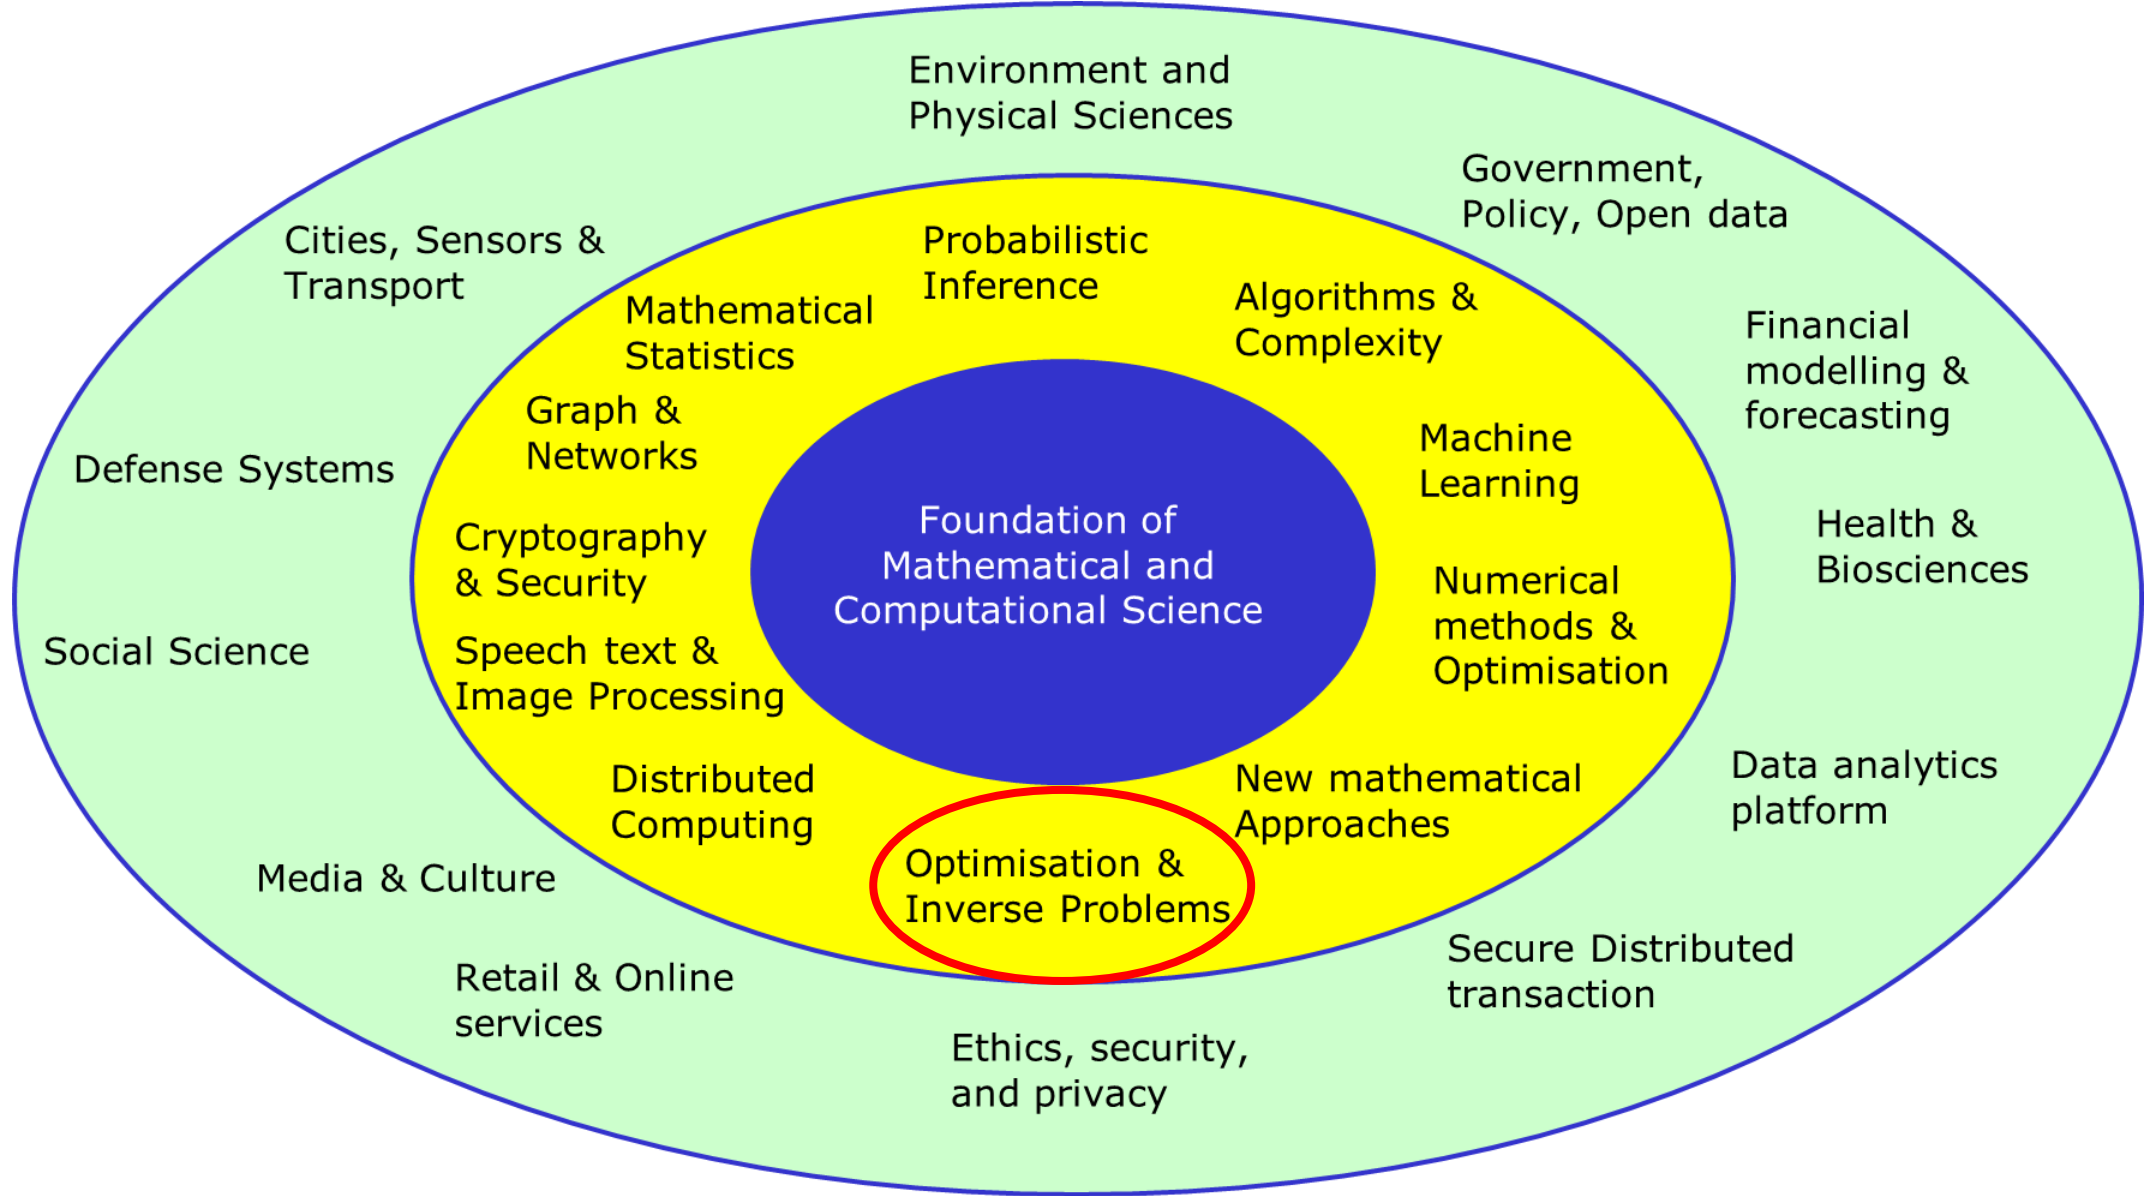 Environment and
Physical Sciences
Government,
Policy, Open data
Cities, Sensors &
Transport
Probabilistic
Inference
Mathematical
Statistics
Algorithms &
Complexity
Financial
modelling &
forecasting
Graph &
Networks
Machine
Learning
Defense Systems
Foundation of
Mathematical and
Computational Science
Cryptography
& Security
Health &
Biosciences
Numerical
methods &
Optimisation
Social Science
Speech text &
Image Processing
Distributed
Computing
New mathematical
Approaches
Data analytics
platform
Optimisation &
Inverse Problems
Media & Culture
Secure Distributed
transaction
Retail & Online
services
Ethics, security,
and privacy